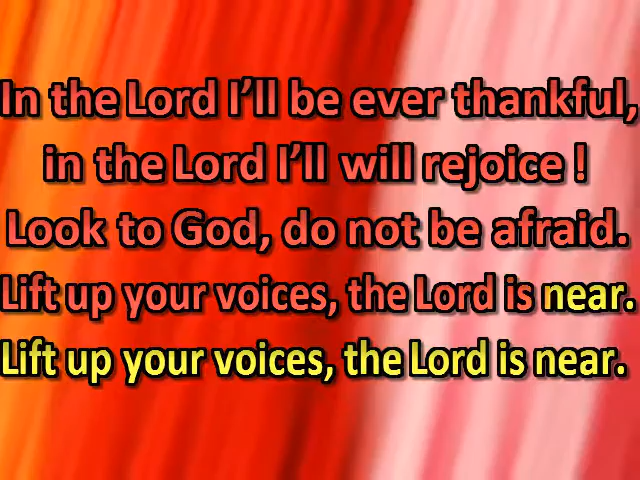 In the Lord I’ll be ever thankful,
in the Lord I’ll will rejoice !
Look to God, do not be afraid.
Lift up your voices, the Lord is near.
Lift up your voices, the Lord is near.